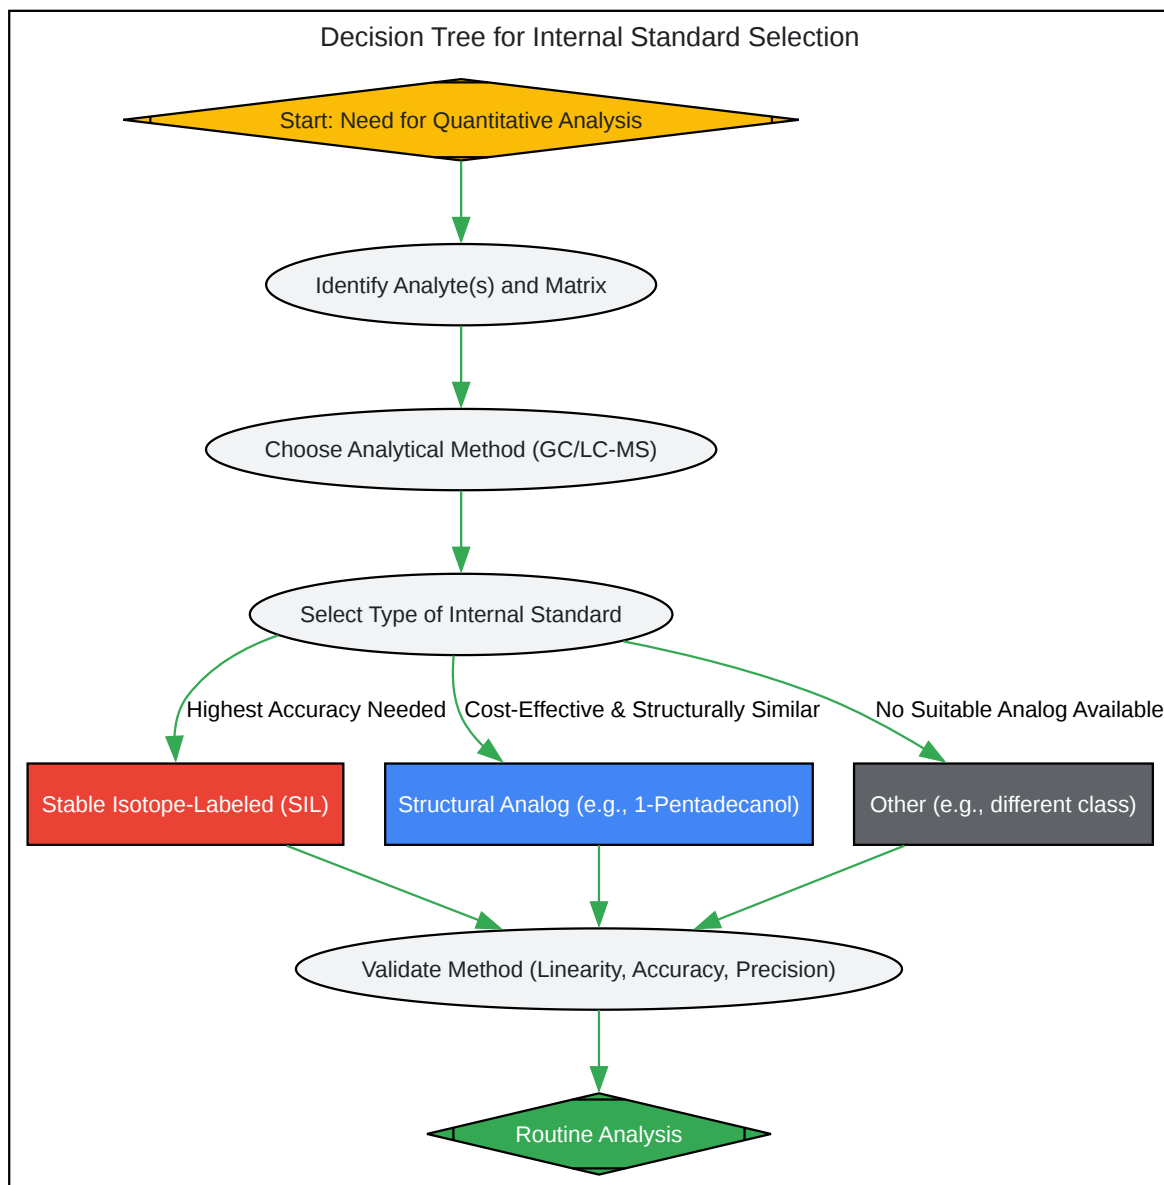 Decision Tree for Internal Standard Selection
Start: Need for Quantitative Analysis
Identify Analyte(s) and Matrix
Choose Analytical Method (GC/LC-MS)
Select Type of Internal Standard
Highest Accuracy Needed
Cost-Effective & Structurally Similar
No Suitable Analog Available
Stable Isotope-Labeled (SIL)
Structural Analog (e.g., 1-Pentadecanol)
Other (e.g., different class)
Validate Method (Linearity, Accuracy, Precision)
Routine Analysis